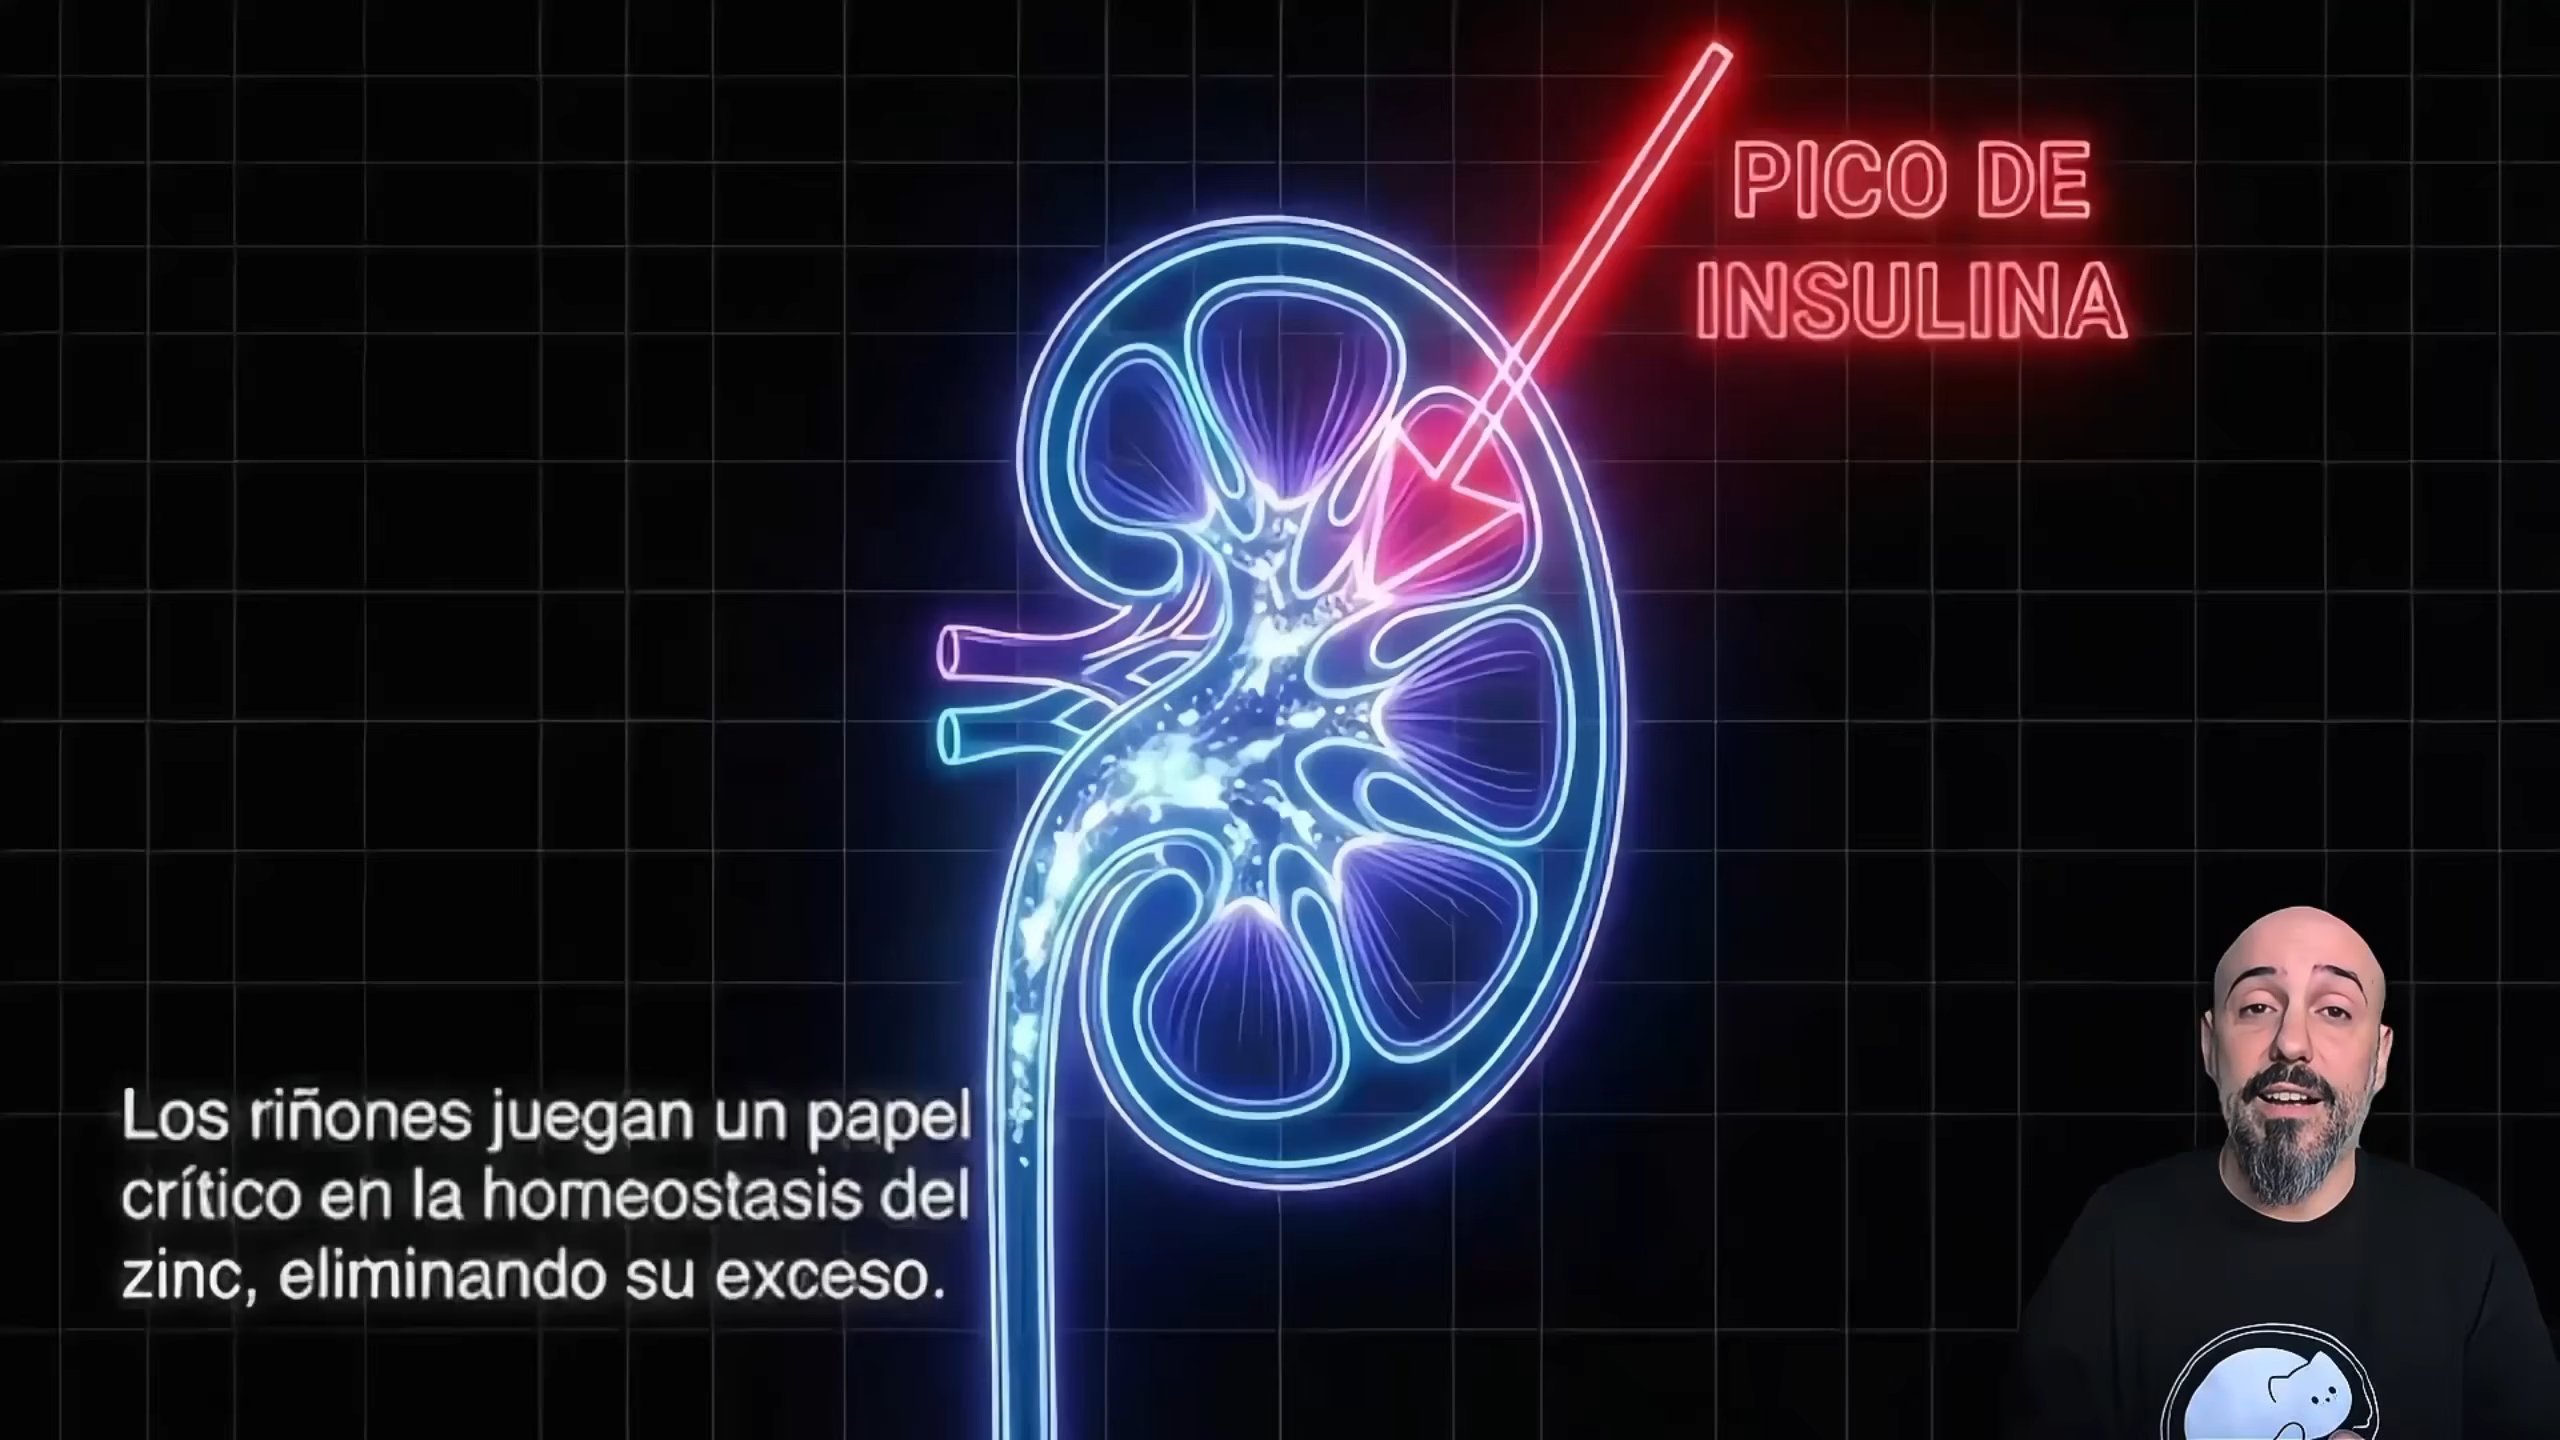 PICO DE
INSULINA
Los riñones juegan un papel
crítico en la homeostasis del
zinc, eliminando su exceso.